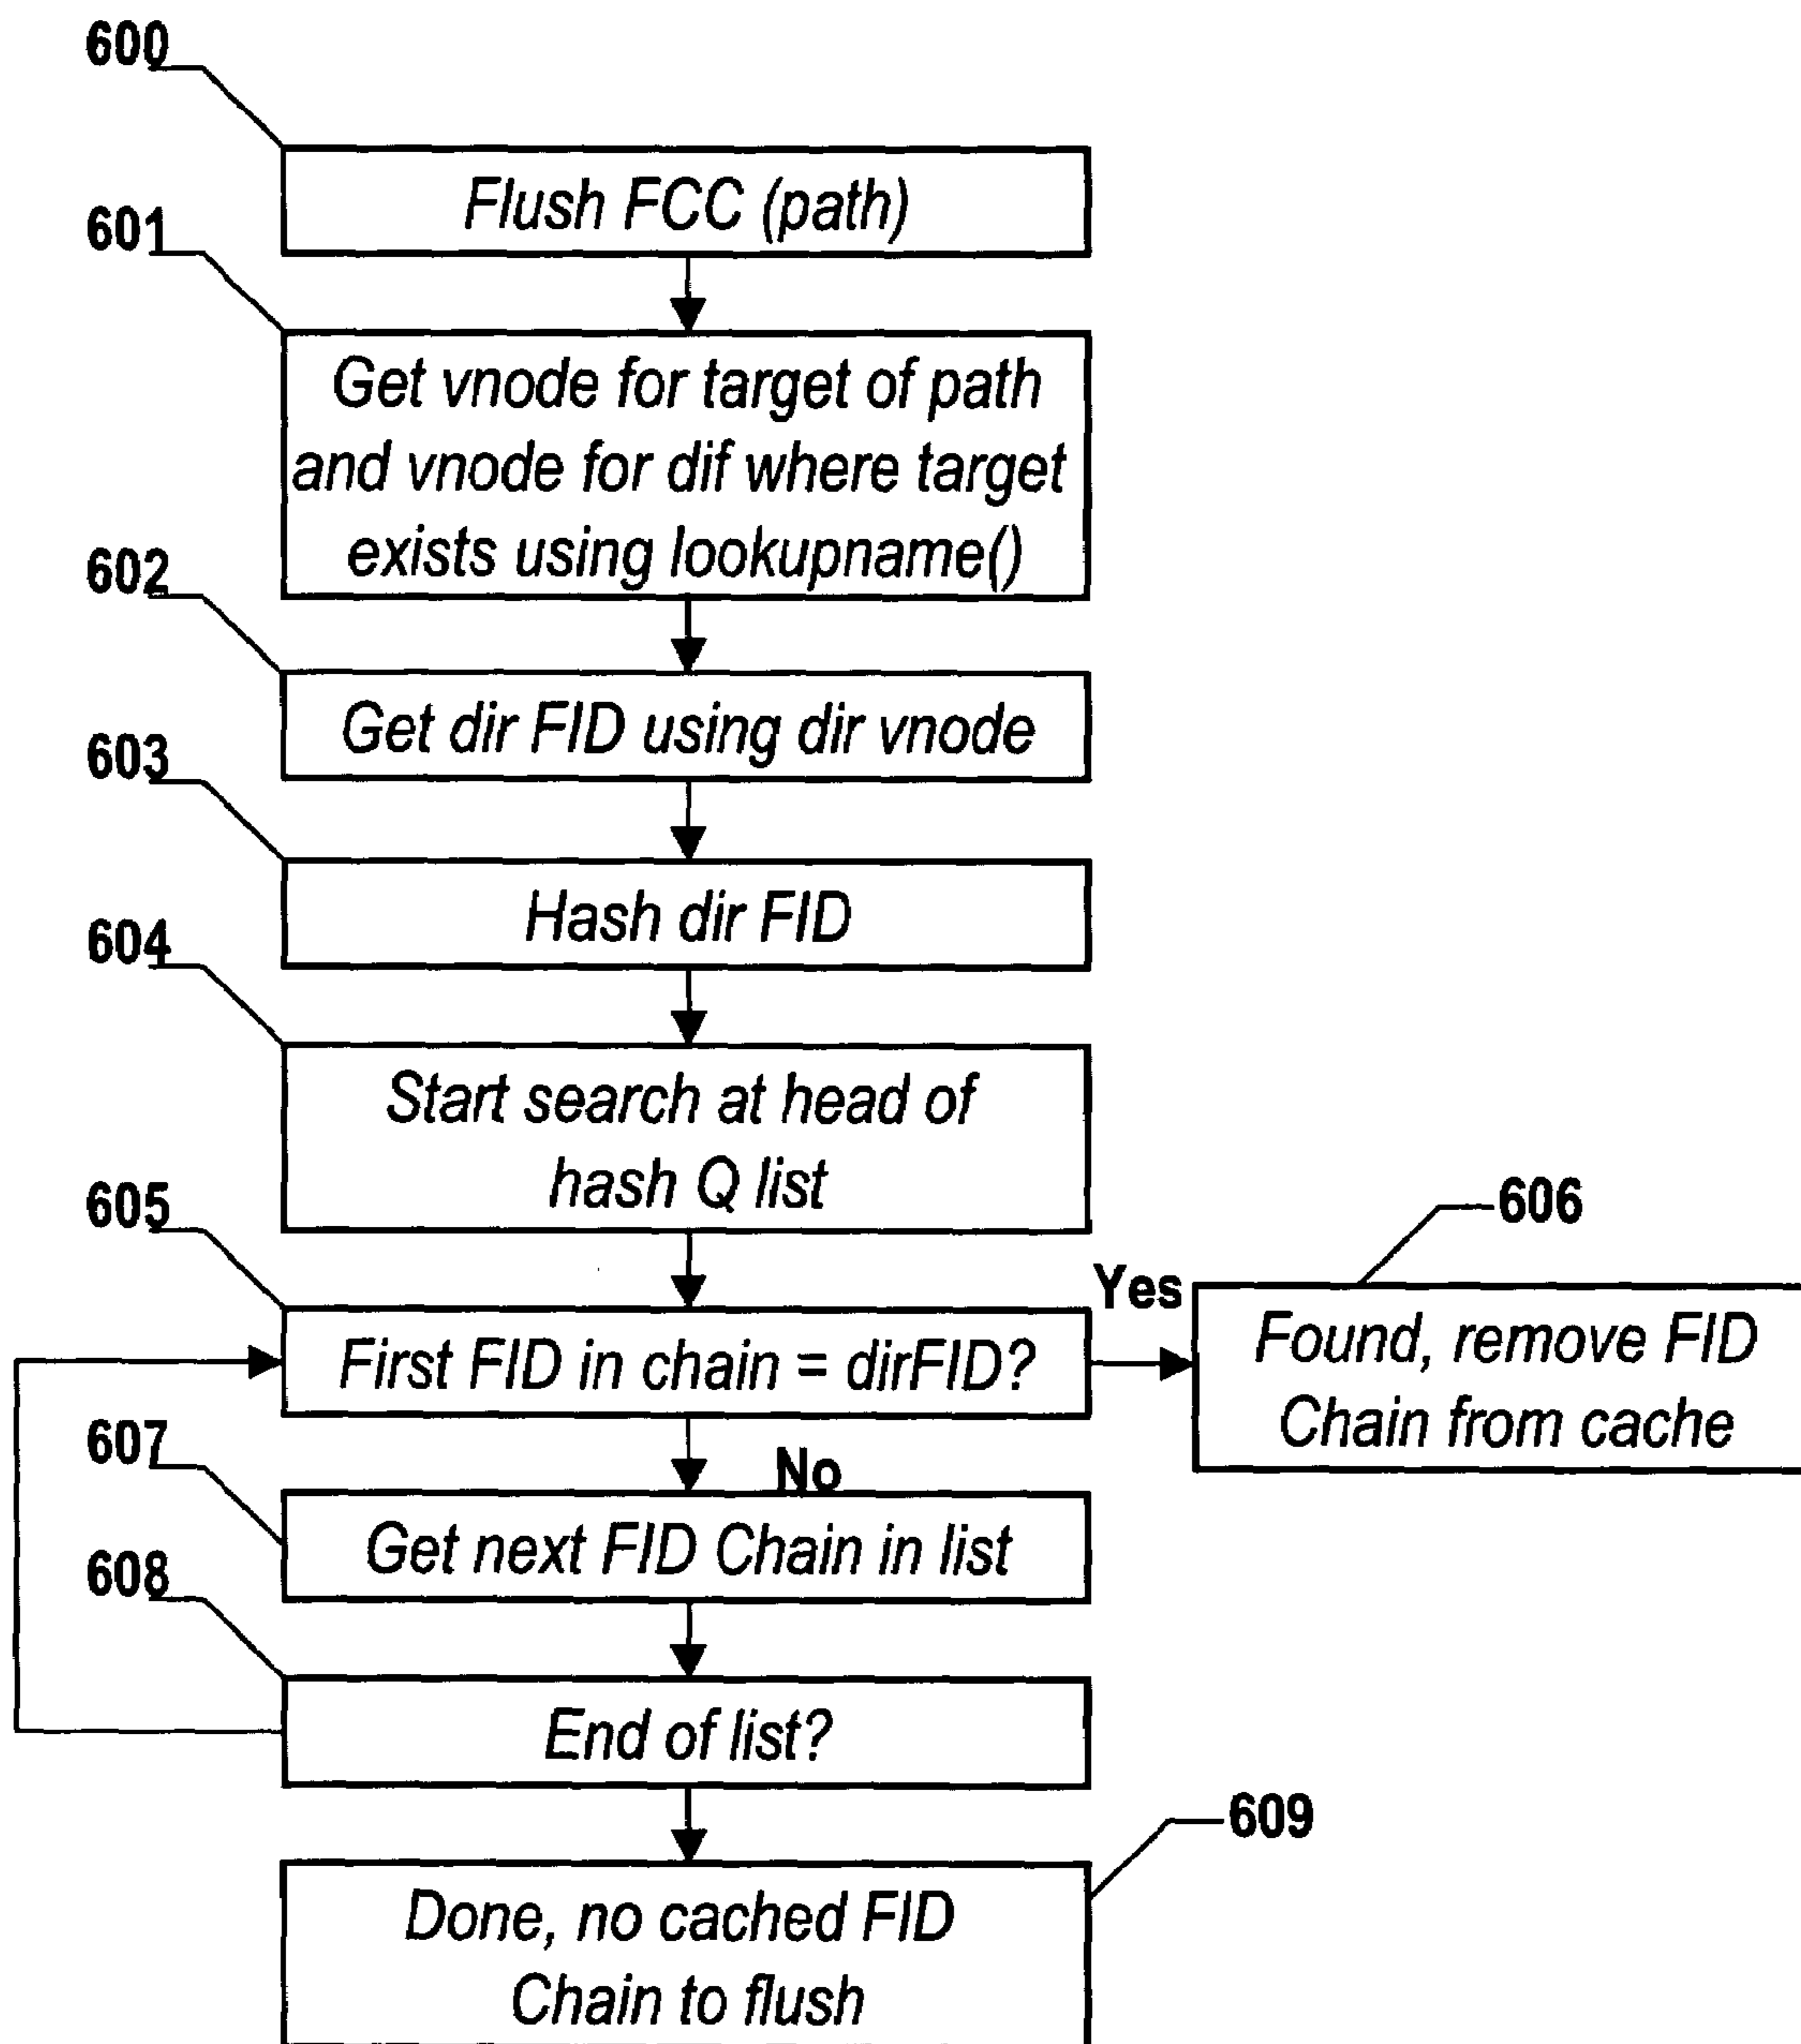 600
Flush FCC (path)
601
Get vnode for target of path
and vnode for dif where target
exists using lookupname()
602
Get dir FID using dir vnode
603
Hash dir FID
604
Start search at head of
hash Q list
605
First FID in chain = dirFID?
Yes
606
Found, remove FID
Chain from cache
No
607
Get next FID Chain in list
608
End of list?
609
Done, no cached FID
Chain to flush